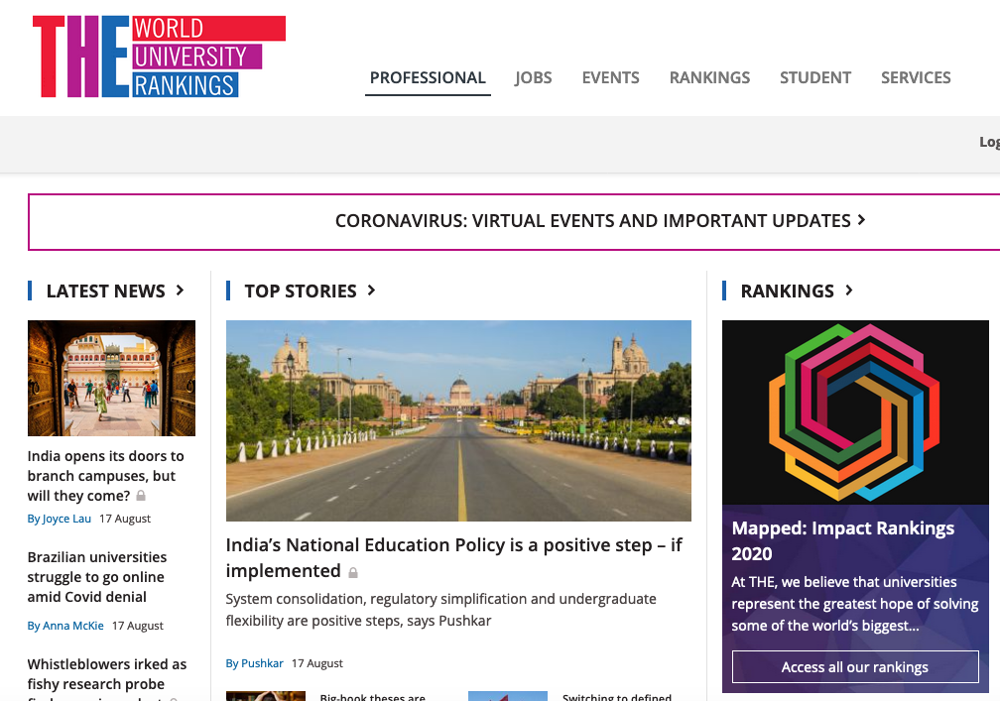 THE WORLD
UNIVERSITY
RANKINGS
PROFESSIONAL JOBS EVENTS RANKINGS STUDENT SERVICES
CORONAVIRUS: VIRTUAL EVENTS AND IMPORTANT UPDATES
LATEST NEWS
India opens its doors to
branch campuses, but
will they come?
By Joyce Lau 17 August
Brazilian universities
struggle to go online
amid Covid denial
By Anna McKie 17 August
Whistleblowers irked as
fishy research probe
TOP STORIES
India’s National Education Policy is a positive step – if
implemented
System consolidation, regulatory simplification and undergraduate
flexibility are positive steps, says Pushkar
By Pushkar 17 August
Big-book theses are
Switching to defined
RANKINGS
Mapped: Impact Rankings
2020
At THE, we believe that universities
represent the greatest hope of solving
some of the world’s biggest...
Access all our rankings